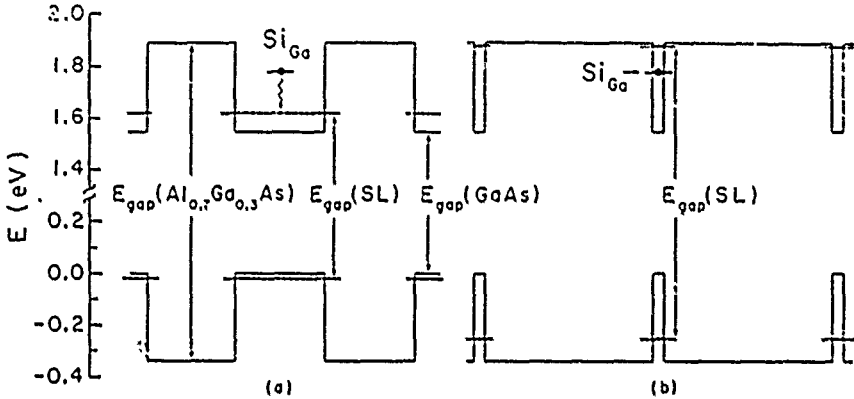 2.0
1.8
1.6
1.4
0.2
0.0
-0.2
-0.4
E (eV)
Si_Ga
Si_Ga
E_gap(Al_0.7Ga_0.3As)
E_gap(SL)
E_gap(GaAs)
E_gap(SL)
(a)
(b)